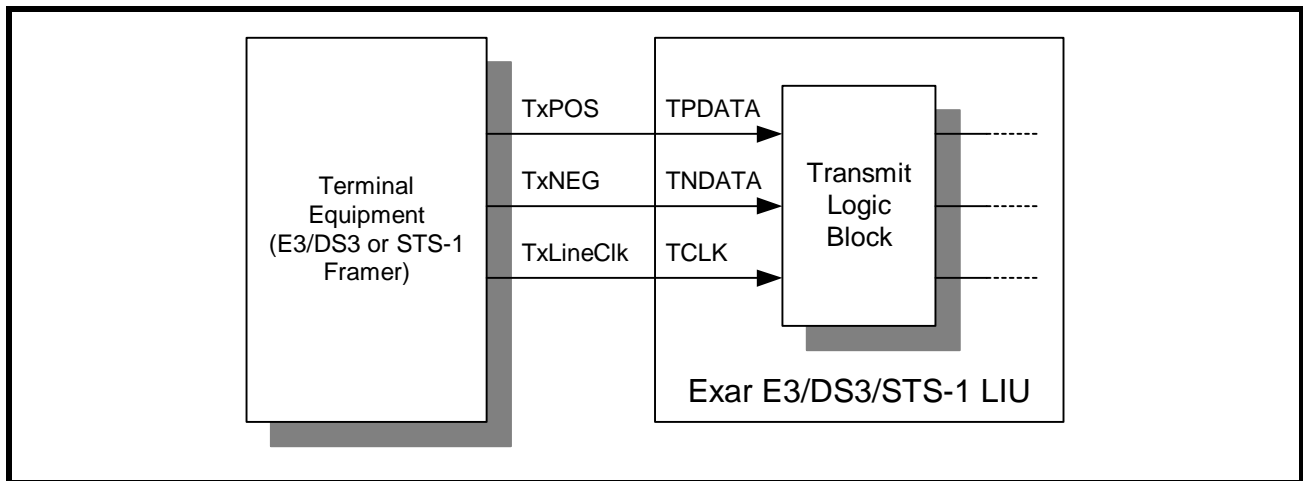 Terminal
Equipment
(E3/DS3 or STS-1
Framer)
TxPOS
TxNEG
TxLineClk
TPDATA
TNDATA
TCLK
Transmit
Logic
Block
Exar E3/DS3/STS-1 LIU